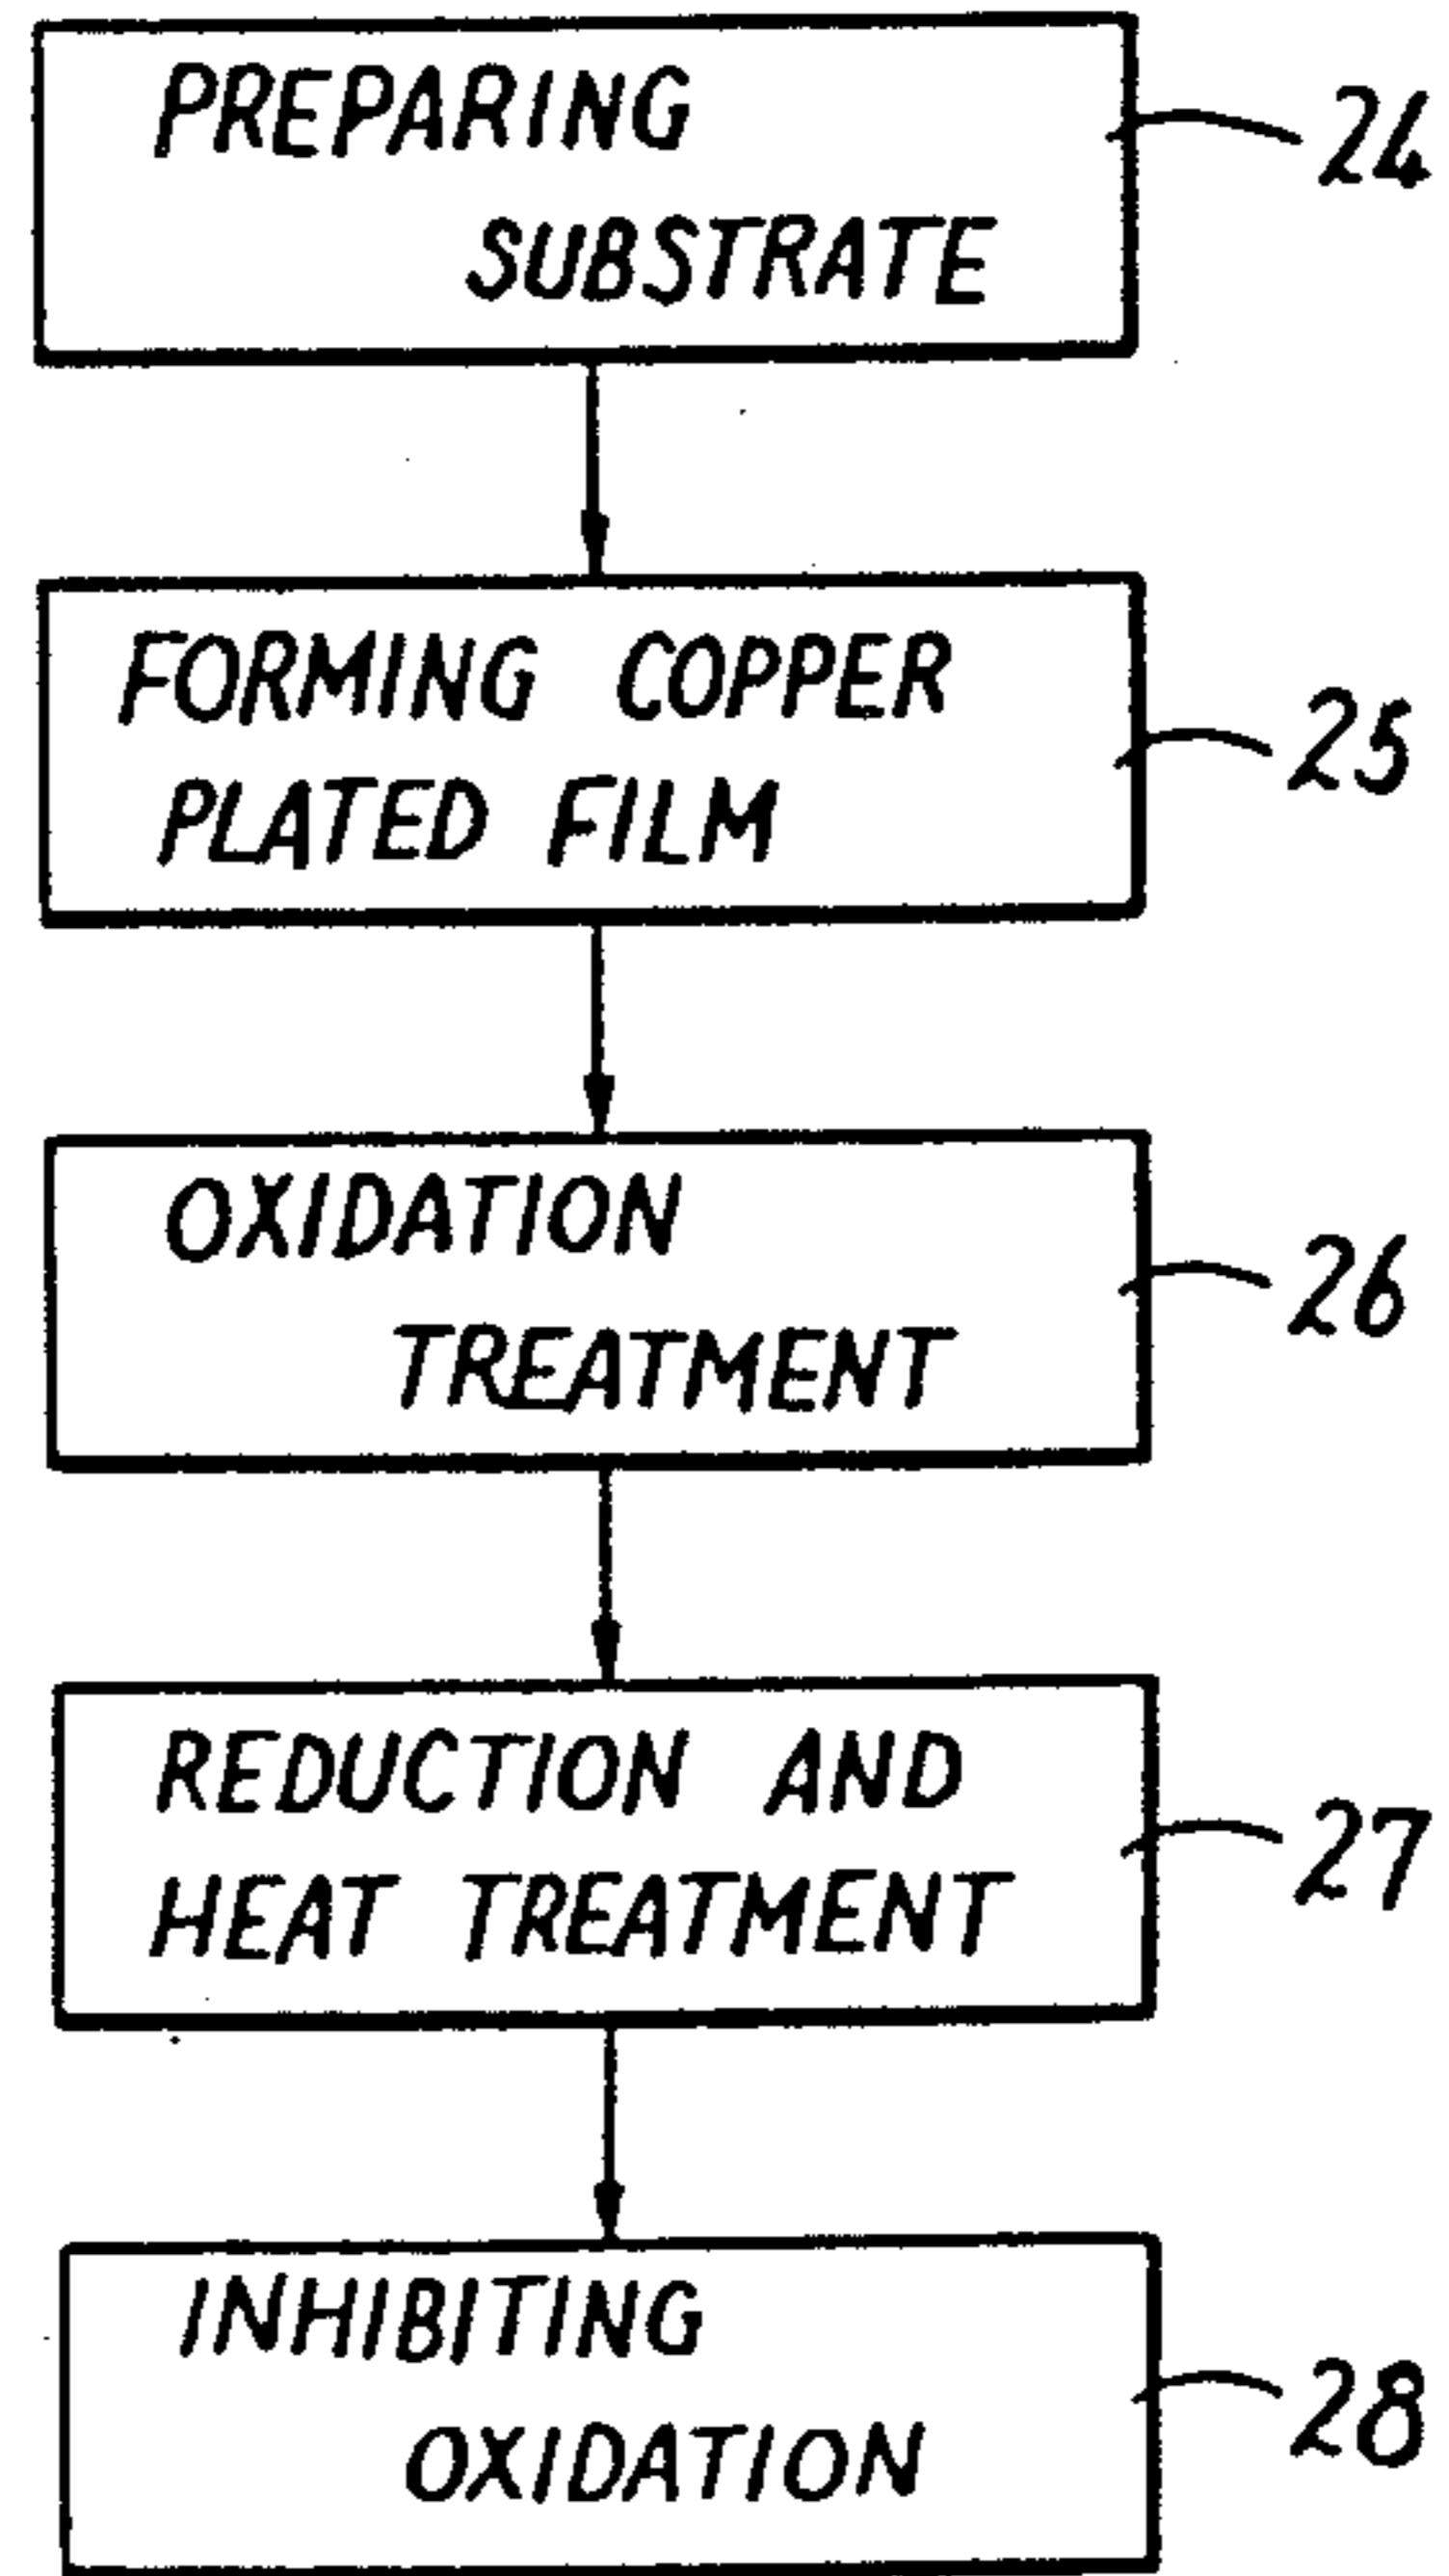 PREPARING
SUBSTRATE
24
FORMING COPPER
PLATED FILM
25
OXIDATION
TREATMENT
26
REDUCTION AND
HEAT TREATMENT
27
INHIBITING
OXIDATION
28